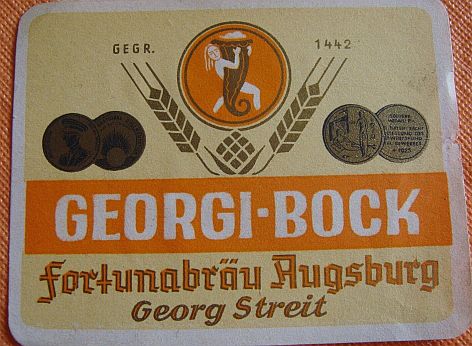 GEGR. 1442
GEORGI-BOCK
Fortunabräu Augsburg
Georg Streit